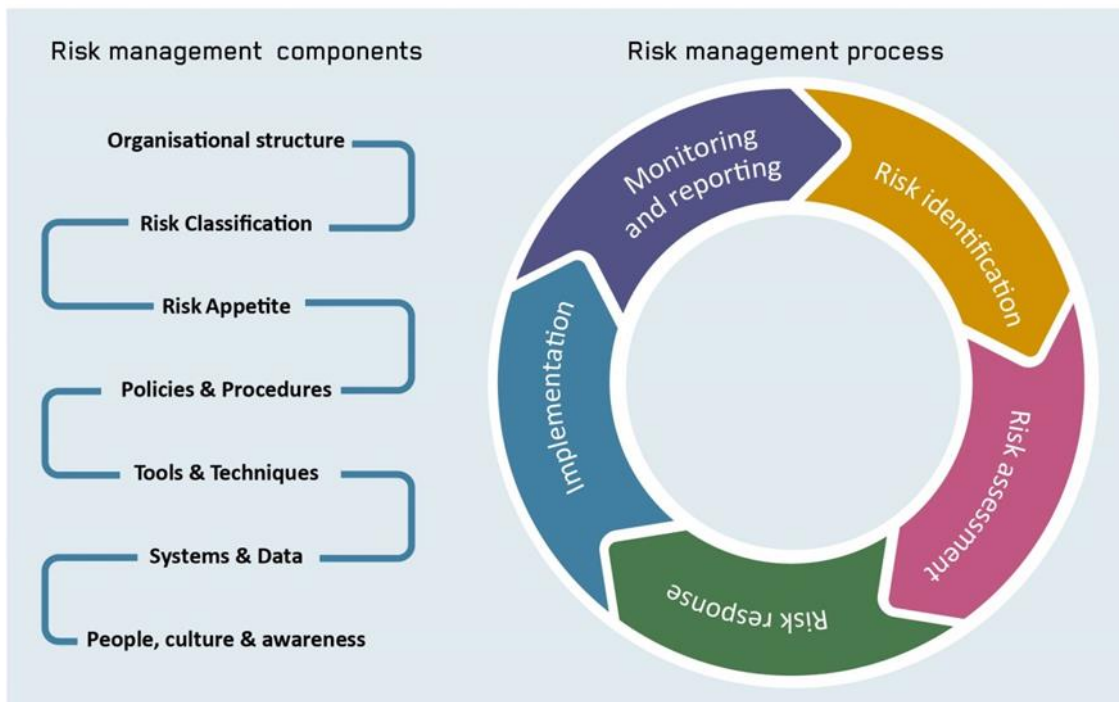 Risk management components
Organisational structure
Risk Classification
Risk Appetite
Policies & Procedures
Tools & Techniques
Systems & Data
People, culture & awareness
Risk management process
Risk identification
Risk assessment
Risk response
Implementation
Monitoring
and reporting